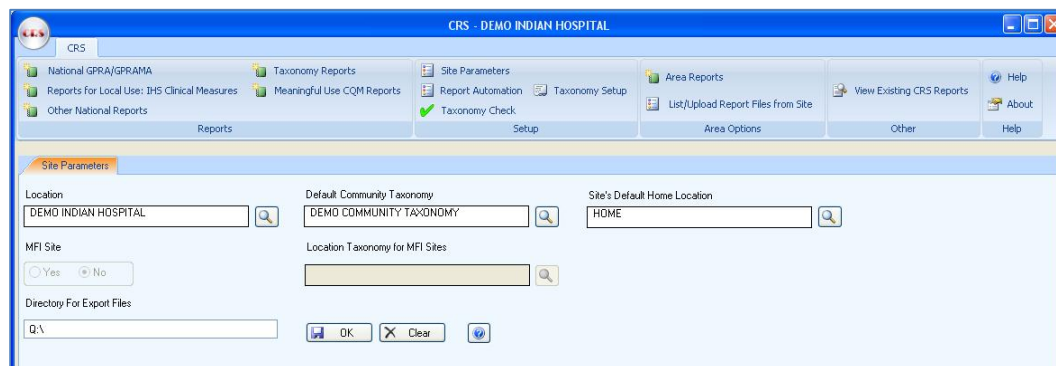 CRS - DEMO INDIAN HOSPITAL
CRS
CRS
National GPRA/GPRAMA
Reports for Local Use: IHS Clinical Measures
Other National Reports
Taxonomy Reports
Meaningful Use CQM Reports
Reports
Site Parameters
Report Automation
Taxonomy Setup
Taxonomy Check
Setup
Area Reports
List/Upload Report Files from Site
Area Options
View Existing CRS Reports
Other
Help
About
Help
Site Parameters
Location
Default Community Taxonomy
Site's Default Home Location
DEMO INDIAN HOSPITAL
DEMO COMMUNITY TAXONOMY
HOME
MFI Site
Location Taxonomy for MFI Sites
Yes
No
Directory For Export Files
Q:\
OK
Clear